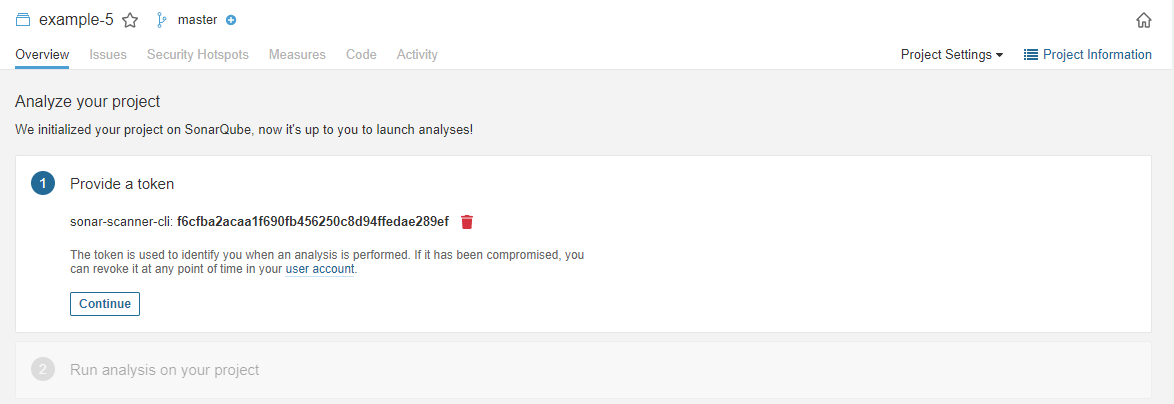 example-5 master
Overview Issues Security Hotspots Measures Code Activity Project Settings Project Information
Analyze your project
We initialized your project on SonarQube, now it's up to you to launch analyses!
1 Provide a token
sonar-scanner-cli: f6cfba2acaa1f690fb456250c8d94ffedae289ef
The token is used to identify you when an analysis is performed. If it has been compromised, you
can revoke it at any point of time in your user account.
Continue
2 Run analysis on your project